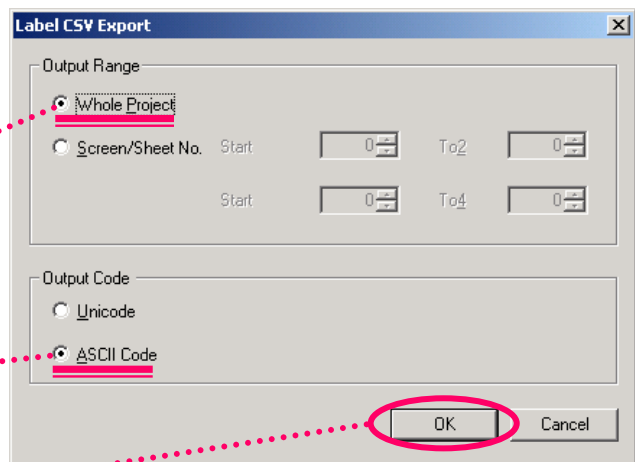 Label CSV Export
Output Range
Whole Project
Screen/Sheet No. Start 0 To2 0
Start 0 To4 0
Output Code
Unicode
ASCII Code
OK Cancel